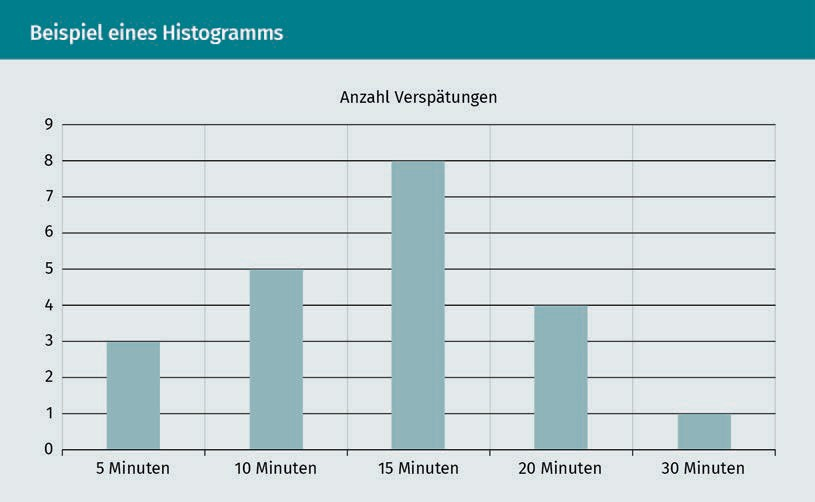 Beispiel eines Histogramms
Anzahl Verspätungen
9
8
7
6
5
4
3
2
1
0
5 Minuten
10 Minuten
15 Minuten
20 Minuten
30 Minuten